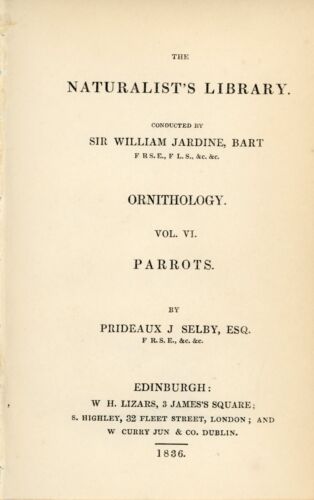 THE
NATURALIST'S LIBRARY.
CONDUCTED BY
SIR WILLIAM JARDINE, BART
F R S. E., F L. S., &c. &c.
ORNITHOLOGY.
VOL. VI.
PARROTS.
BY
PRIDEAUX J SELBY, ESQ.
F R. S. E., &c. &c.
EDINBURGH:
W H. LIZARS, 3 JAMES'S SQUARE;
S. HIGHLEY, 32 FLEET STREET, LONDON; AND
W CURRY JUN & CO. DUBLIN.
1836.